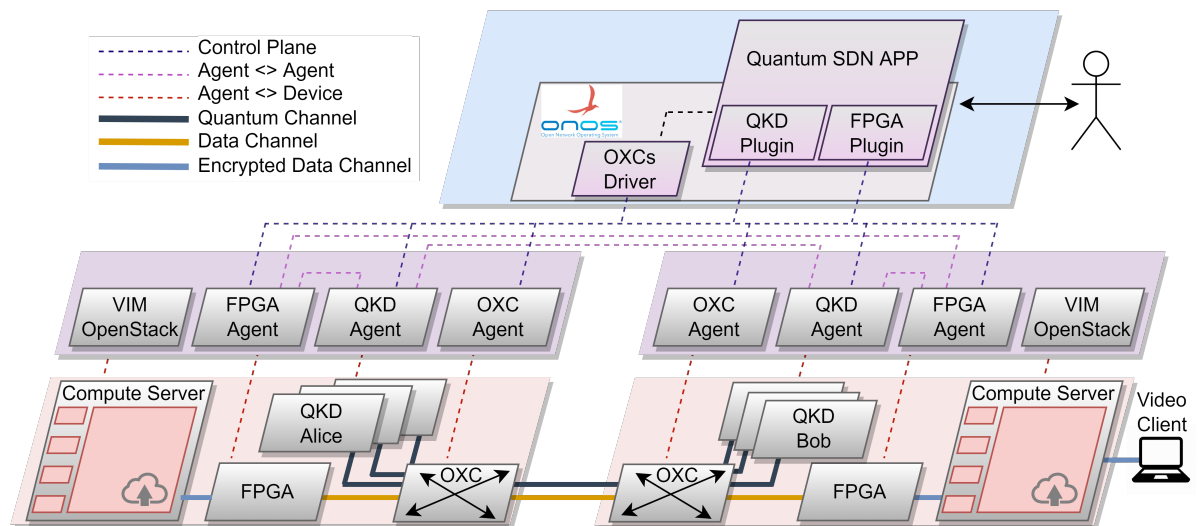 Control Plane
Agent <> Agent
Agent <> Device
Quantum Channel
Data Channel
Encrypted Data Channel
Quantum SDN APP
onos
Open Network Operating System
QKD
Plugin
FPGA
Plugin
OXCs
Driver
VIM
OpenStack
FPGA
Agent
QKD
Agent
OXC
Agent
OXC
Agent
QKD
Agent
FPGA
Agent
VIM
OpenStack
Compute Server
QKD
Alice
FPGA
OXC
OXC
QKD
Bob
FPGA
Compute Server
Video
Client